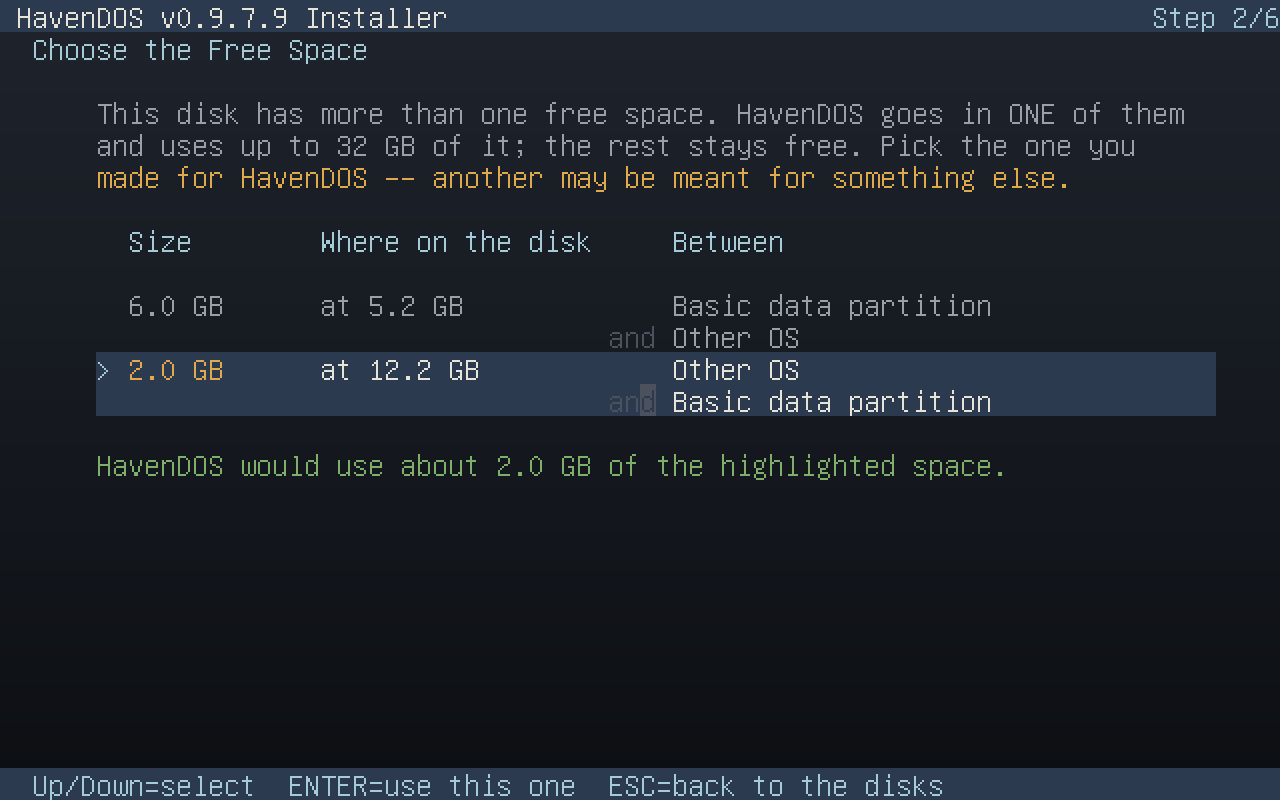 HavenDOS v0.9.7.9 Installer Step 2/6
Choose the Free Space
This disk has more than one free space. HavenDOS goes in ONE of them
and uses up to 32 GB of it; the rest stays free. Pick the one you
made for HavenDOS -- another may be meant for something else.
Size Where on the disk Between
6.0 GB at 5.2 GB Basic data partition
and Other OS
> 2.0 GB at 12.2 GB Other OS
and Basic data partition
HavenDOS would use about 2.0 GB of the highlighted space.
Up/Down=select ENTER=use this one ESC=back to the disks